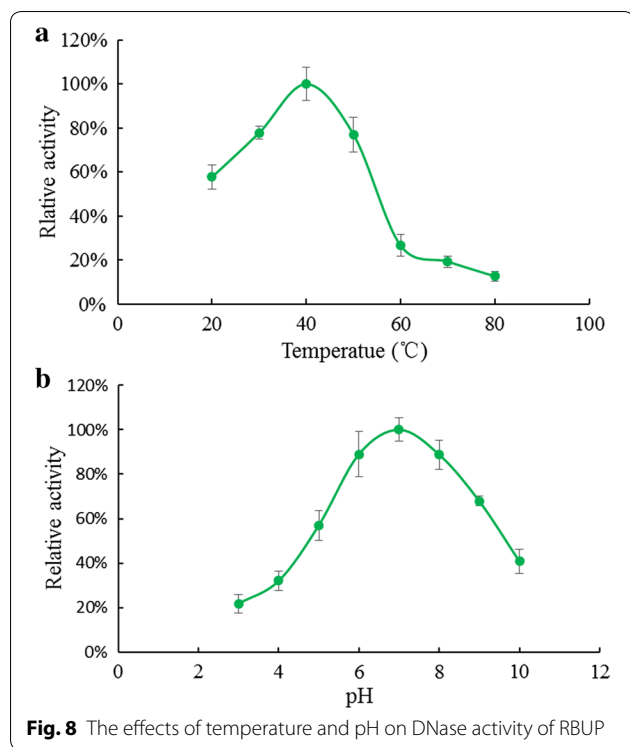 a
120%
100%
80%
60%
40%
20%
0%
Rlative activity
0 20 40 60 80 100
Temperatue (℃)
b
120%
100%
80%
60%
40%
20%
0%
Relative activity
0 2 4 6 8 10 12
pH
Fig. 8 The effects of temperature and pH on DNase activity of RBUP